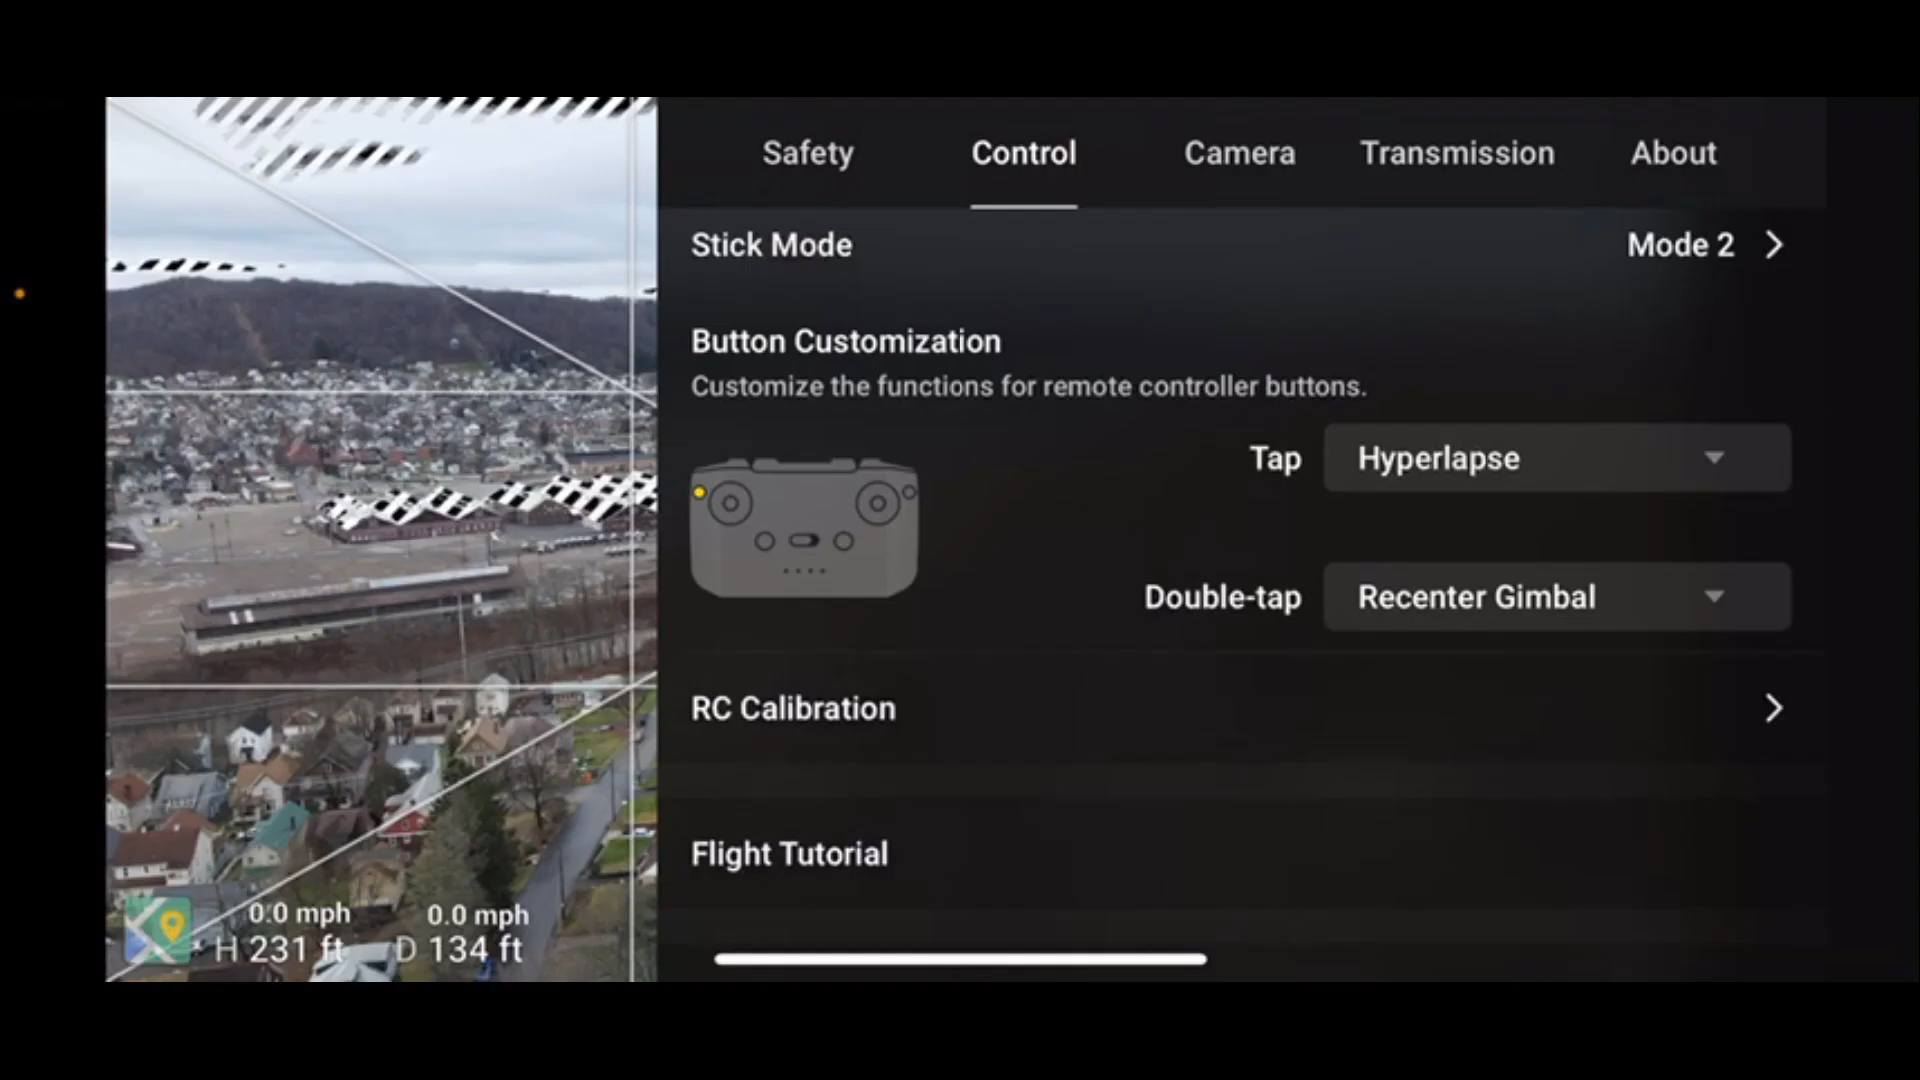 Safety Control Camera Transmission About
Stick Mode Mode 2
Button Customization
Customize the functions for remote controller buttons.
Tap Hyperlapse
Double-tap Recenter Gimbal
RC Calibration
Flight Tutorial
0.0 mph 0.0 mph
H 231 ft D 134 ft